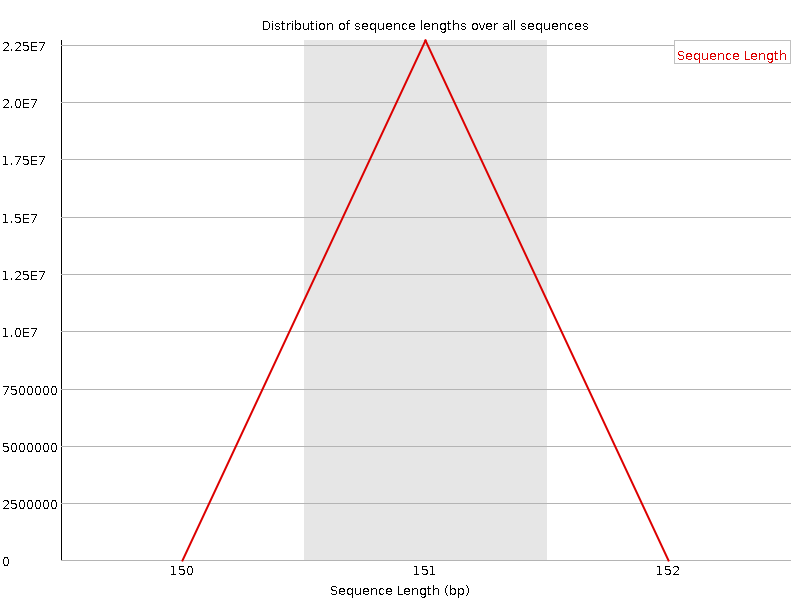 Distribution of sequence lengths over all sequences
Sequence Length
2.25E7
2.0E7
1.75E7
1.5E7
1.25E7
1.0E7
7500000
5000000
2500000
0
150 151 152
Sequence Length (bp)